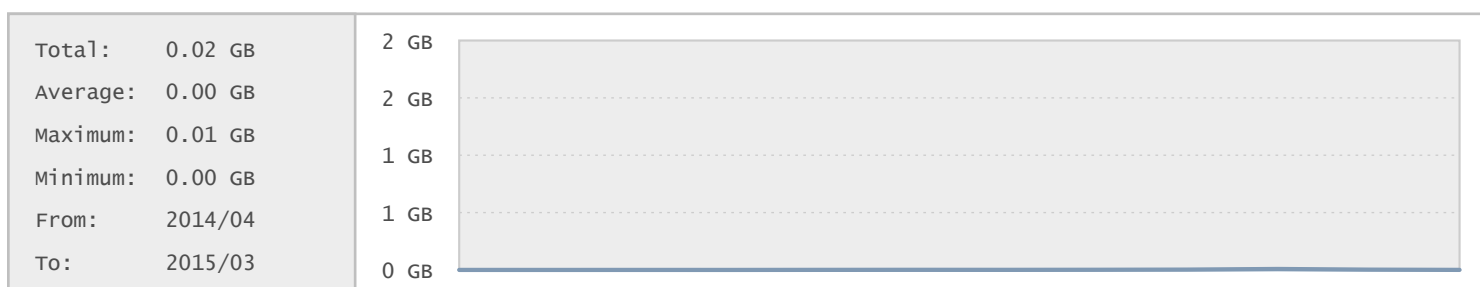 Total: 0.02 GB
Average: 0.00 GB
Maximum: 0.01 GB
Minimum: 0.00 GB
From: 2014/04
To: 2015/03
2 GB
2 GB
1 GB
1 GB
0 GB